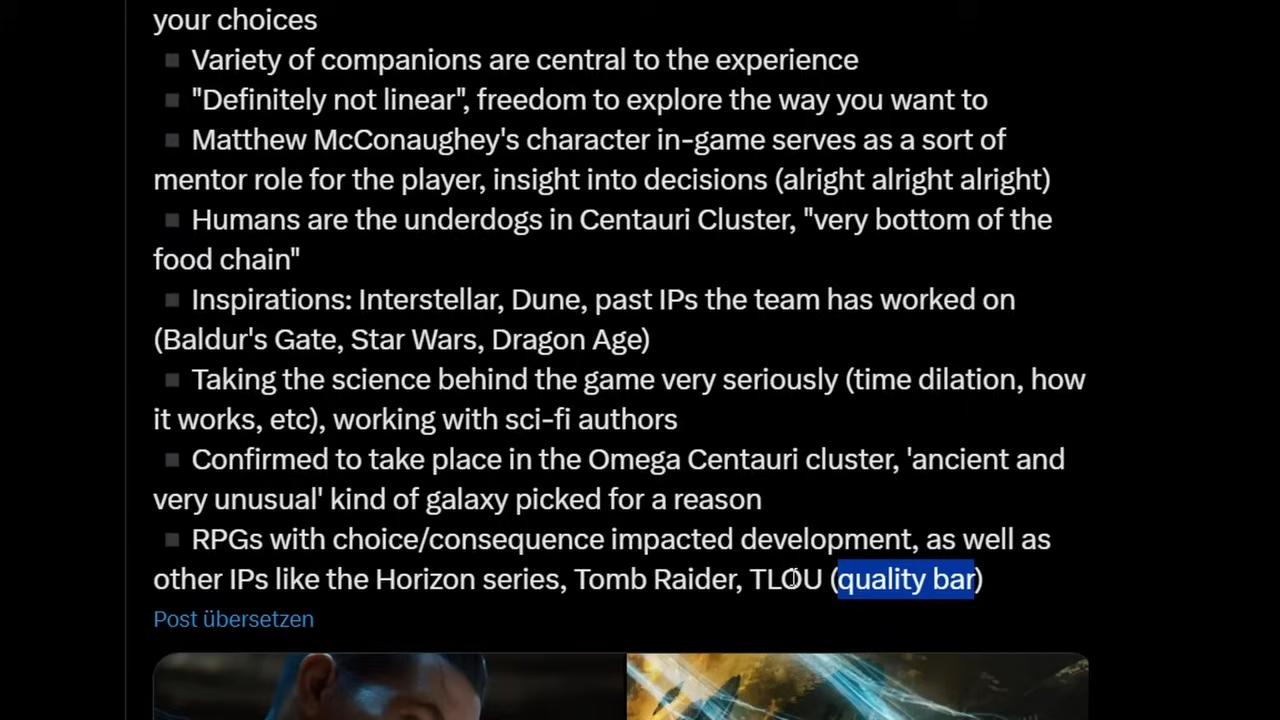 your choices
▪ Variety of companions are central to the experience
▪ "Definitely not linear", freedom to explore the way you want to
▪ Matthew McConaughey's character in-game serves as a sort of
mentor role for the player, insight into decisions (alright alright alright)
▪ Humans are the underdogs in Centauri Cluster, "very bottom of the
food chain"
▪ Inspirations: Interstellar, Dune, past IPs the team has worked on
(Baldur's Gate, Star Wars, Dragon Age)
▪ Taking the science behind the game very seriously (time dilation, how
it works, etc), working with sci-fi authors
▪ Confirmed to take place in the Omega Centauri cluster, 'ancient and
very unusual' kind of galaxy picked for a reason
▪ RPGs with choice/consequence impacted development, as well as
other IPs like the Horizon series, Tomb Raider, TLOU (quality bar)
Post übersetzen